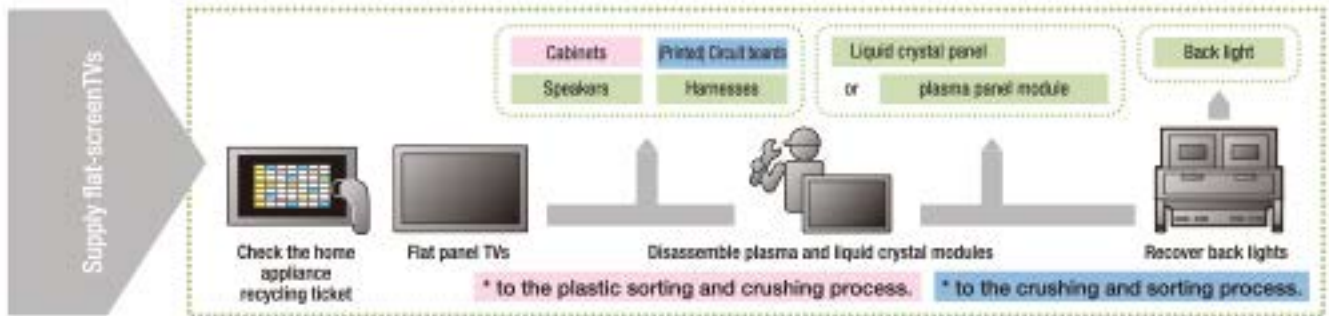 Supply flat-screenTVs
Cabinets
(Printed) Circuit boards
Speakers
Harnesses
Liquid crystal panel
or
plasma panel module
Back light
Check the home
appliance
recycling ticket
Flat panel TVs
Disassemble plasma and liquid crystal modules
Recover back lights
* to the plastic sorting and crushing process.
* to the crushing and sorting process.